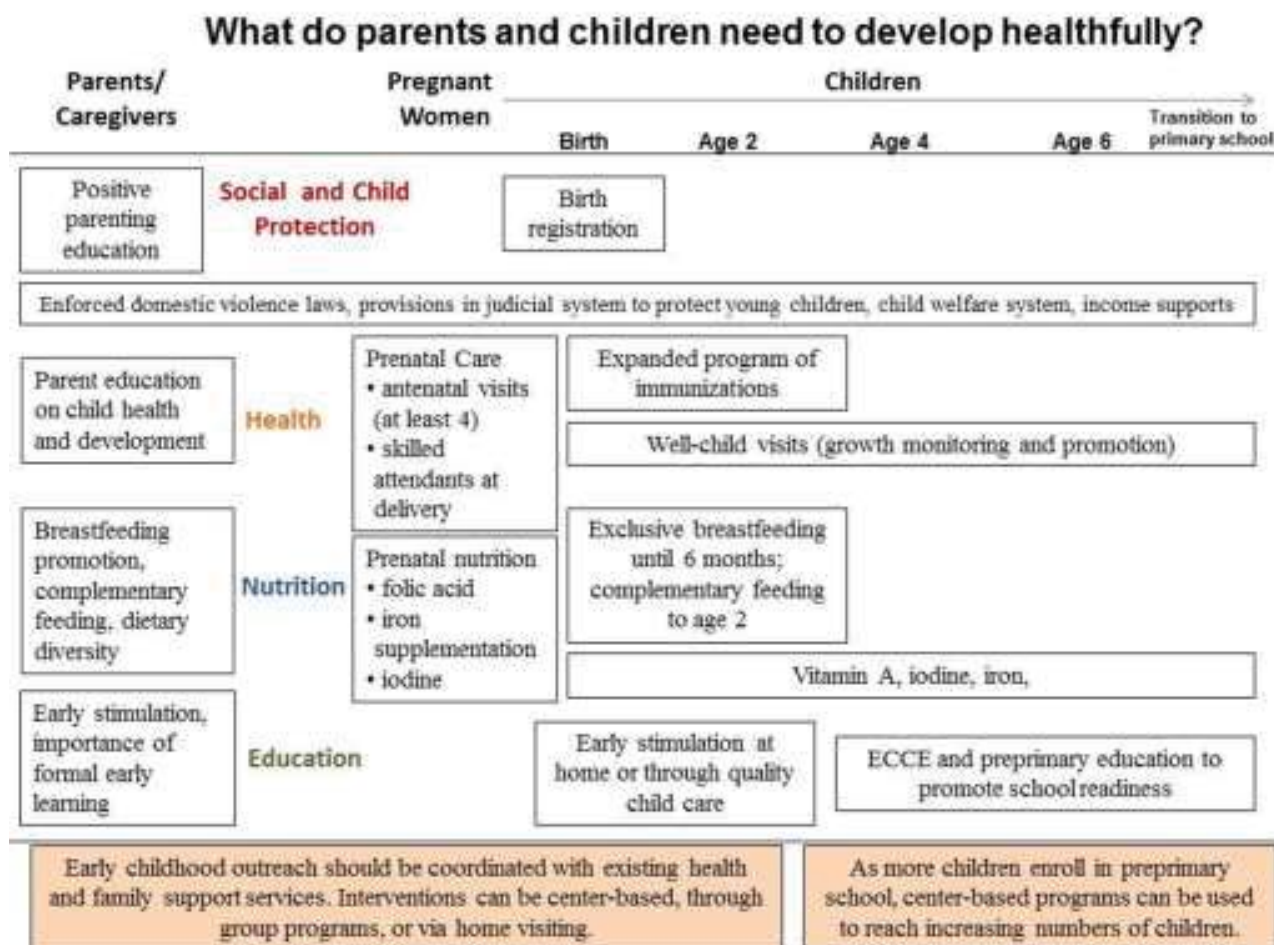 What do parents and children need to develop healthfully?
Parents/
Caregivers
Pregnant
Women
Children
Birth
Age 2
Age 4
Age 6
Transition to
primary school
Positive
parenting
education
Social and Child
Protection
Birth
registration
Enforced domestic violence laws, provisions in judicial system to protect young children, child welfare system, income supports
Parent education
on child health
and development
Health
Prenatal Care
• antenatal visits
(at least 4)
• skilled
attendants at
delivery
Expanded program of
immunizations
Well-child visits (growth monitoring and promotion)
Breastfeeding
promotion,
complementary
feeding, dietary
diversity
Nutrition
Prenatal nutrition
• folic acid
• iron
supplementation
• iodine
Exclusive breastfeeding
until 6 months;
complementary feeding
to age 2
Vitamin A, iodine, iron,
Early stimulation,
importance of
formal early
learning
Education
Early stimulation at
home or through quality
child care
ECCE and preprimary education to
promote school readiness
Early childhood outreach should be coordinated with existing health
and family support services. Interventions can be center-based, through
group programs, or via home visiting.
As more children enroll in preprimary
school, center-based programs can be used
to reach increasing numbers of children.